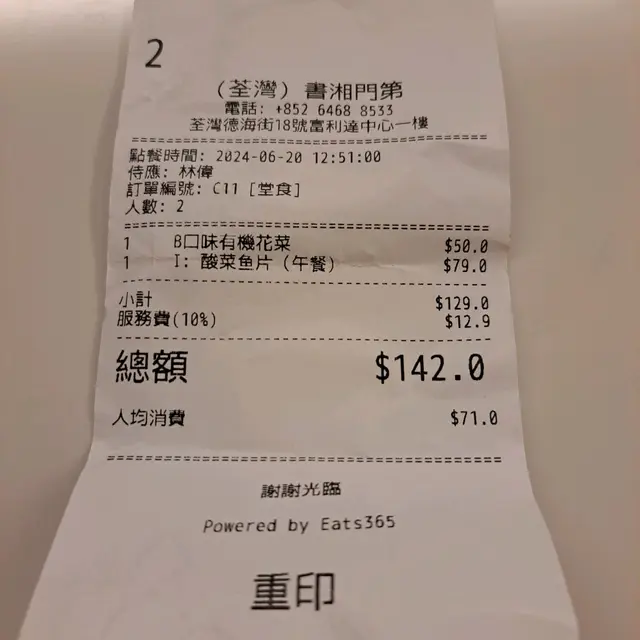 2
(荃灣) 書湘門第
電話: +852 6468 8533
荃灣德海街18號富利達中心一樓
點餐時間: 2024-06-20 12:51:00
侍應: 林偉
訂單編號: C11 [堂食]
人數: 2
1 B口味有機花菜 $50.0
1 I: 酸菜鱼片 (午餐) $79.0
小計 $129.0
服務費(10%) $12.9
總額 $142.0
人均消費 $71.0
謝謝光臨
Powered by Eats365
重印